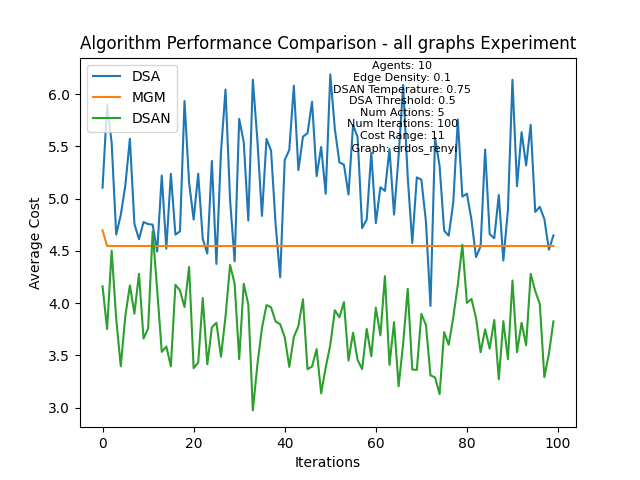 Algorithm Performance Comparison - all graphs Experiment
DSA
MGM
DSAN
Agents: 10
Edge Density: 0.1
DSAN Temperature: 0.75
DSA Threshold: 0.5
Num Actions: 5
Num Iterations: 100
Cost Range: 11
Graph: erdos_renyi
Average Cost
6.0
5.5
5.0
4.5
4.0
3.5
3.0
0 20 40 60 80 100
Iterations